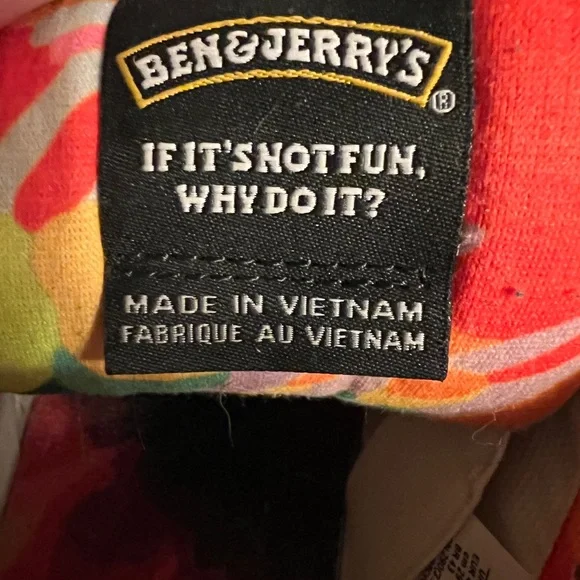 BEN&JERRY'S
®
IF IT'S NOT FUN,
WHY DO IT?
MADE IN VIETNAM
FABRIQUE AU VIETNAM